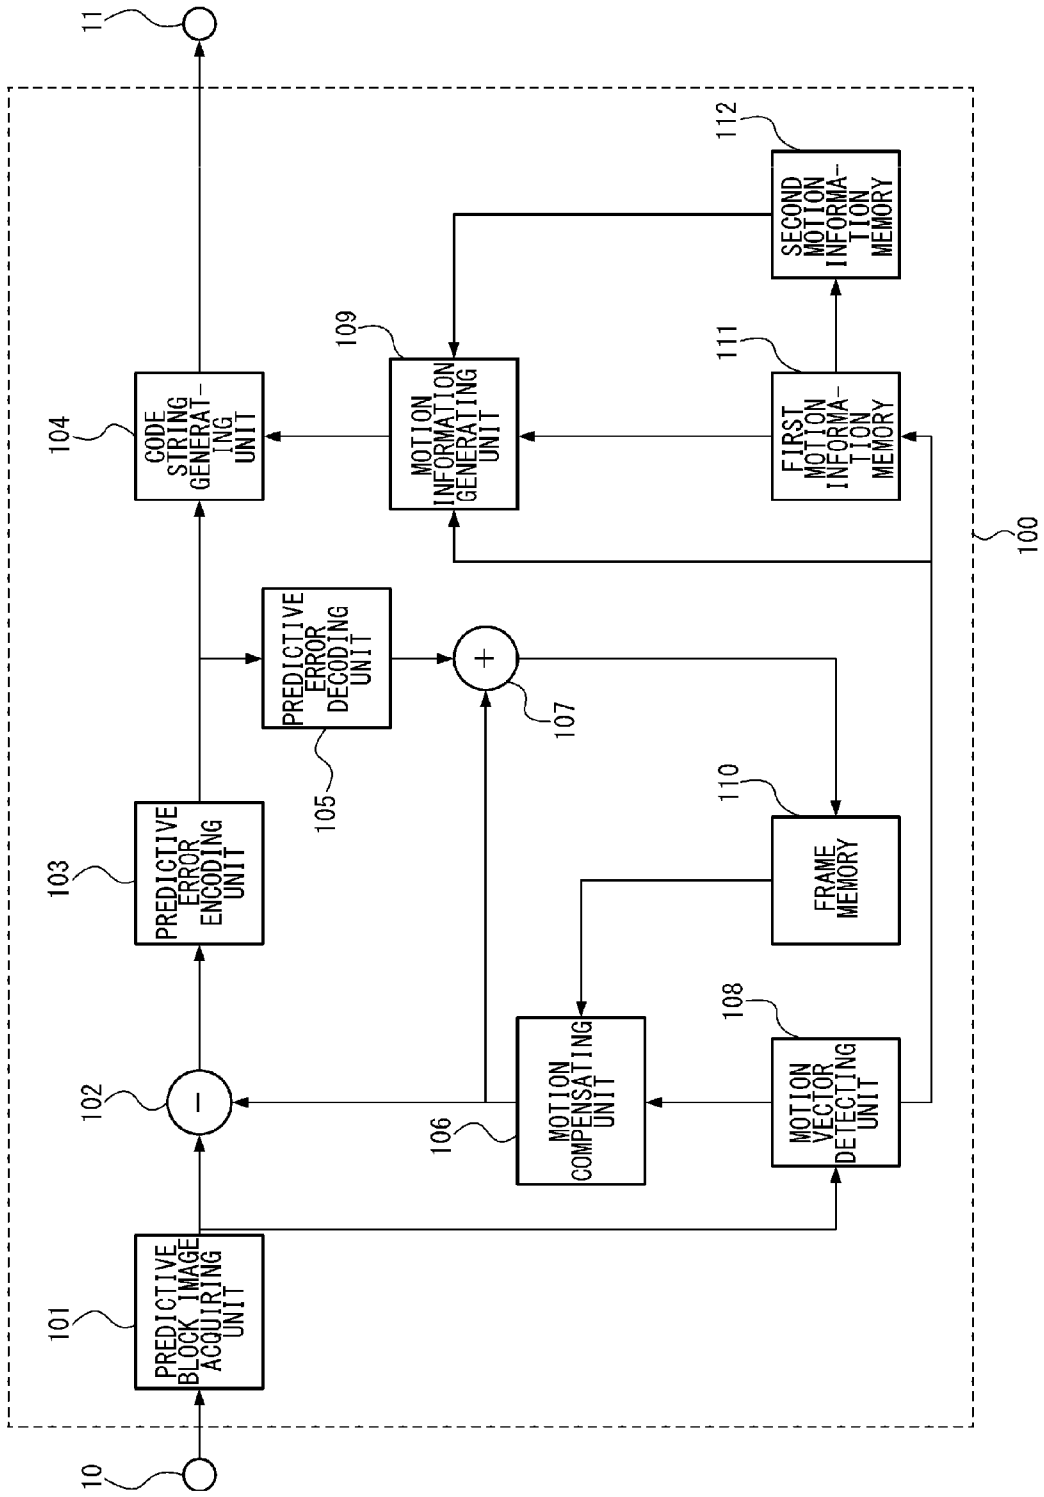 10
101
PREDICTIVE
BLOCK IMAGE
ACQUIRING
UNIT
102
−
103
PREDICTIVE
ERROR
ENCODING
UNIT
104
CODE
STRING
GENERAT-
ING
UNIT
11
105
PREDICTIVE
ERROR
DECODING
UNIT
106
MOTION
COMPENSATING
UNIT
107
+
109
MOTION
INFORMATION
GENERATING
UNIT
108
MOTION
VECTOR
DETECTING
UNIT
110
FRAME
MEMORY
111
FIRST
MOTION
INFORMA-
TION
MEMORY
112
SECOND
MOTION
INFORMA-
TION
MEMORY
100